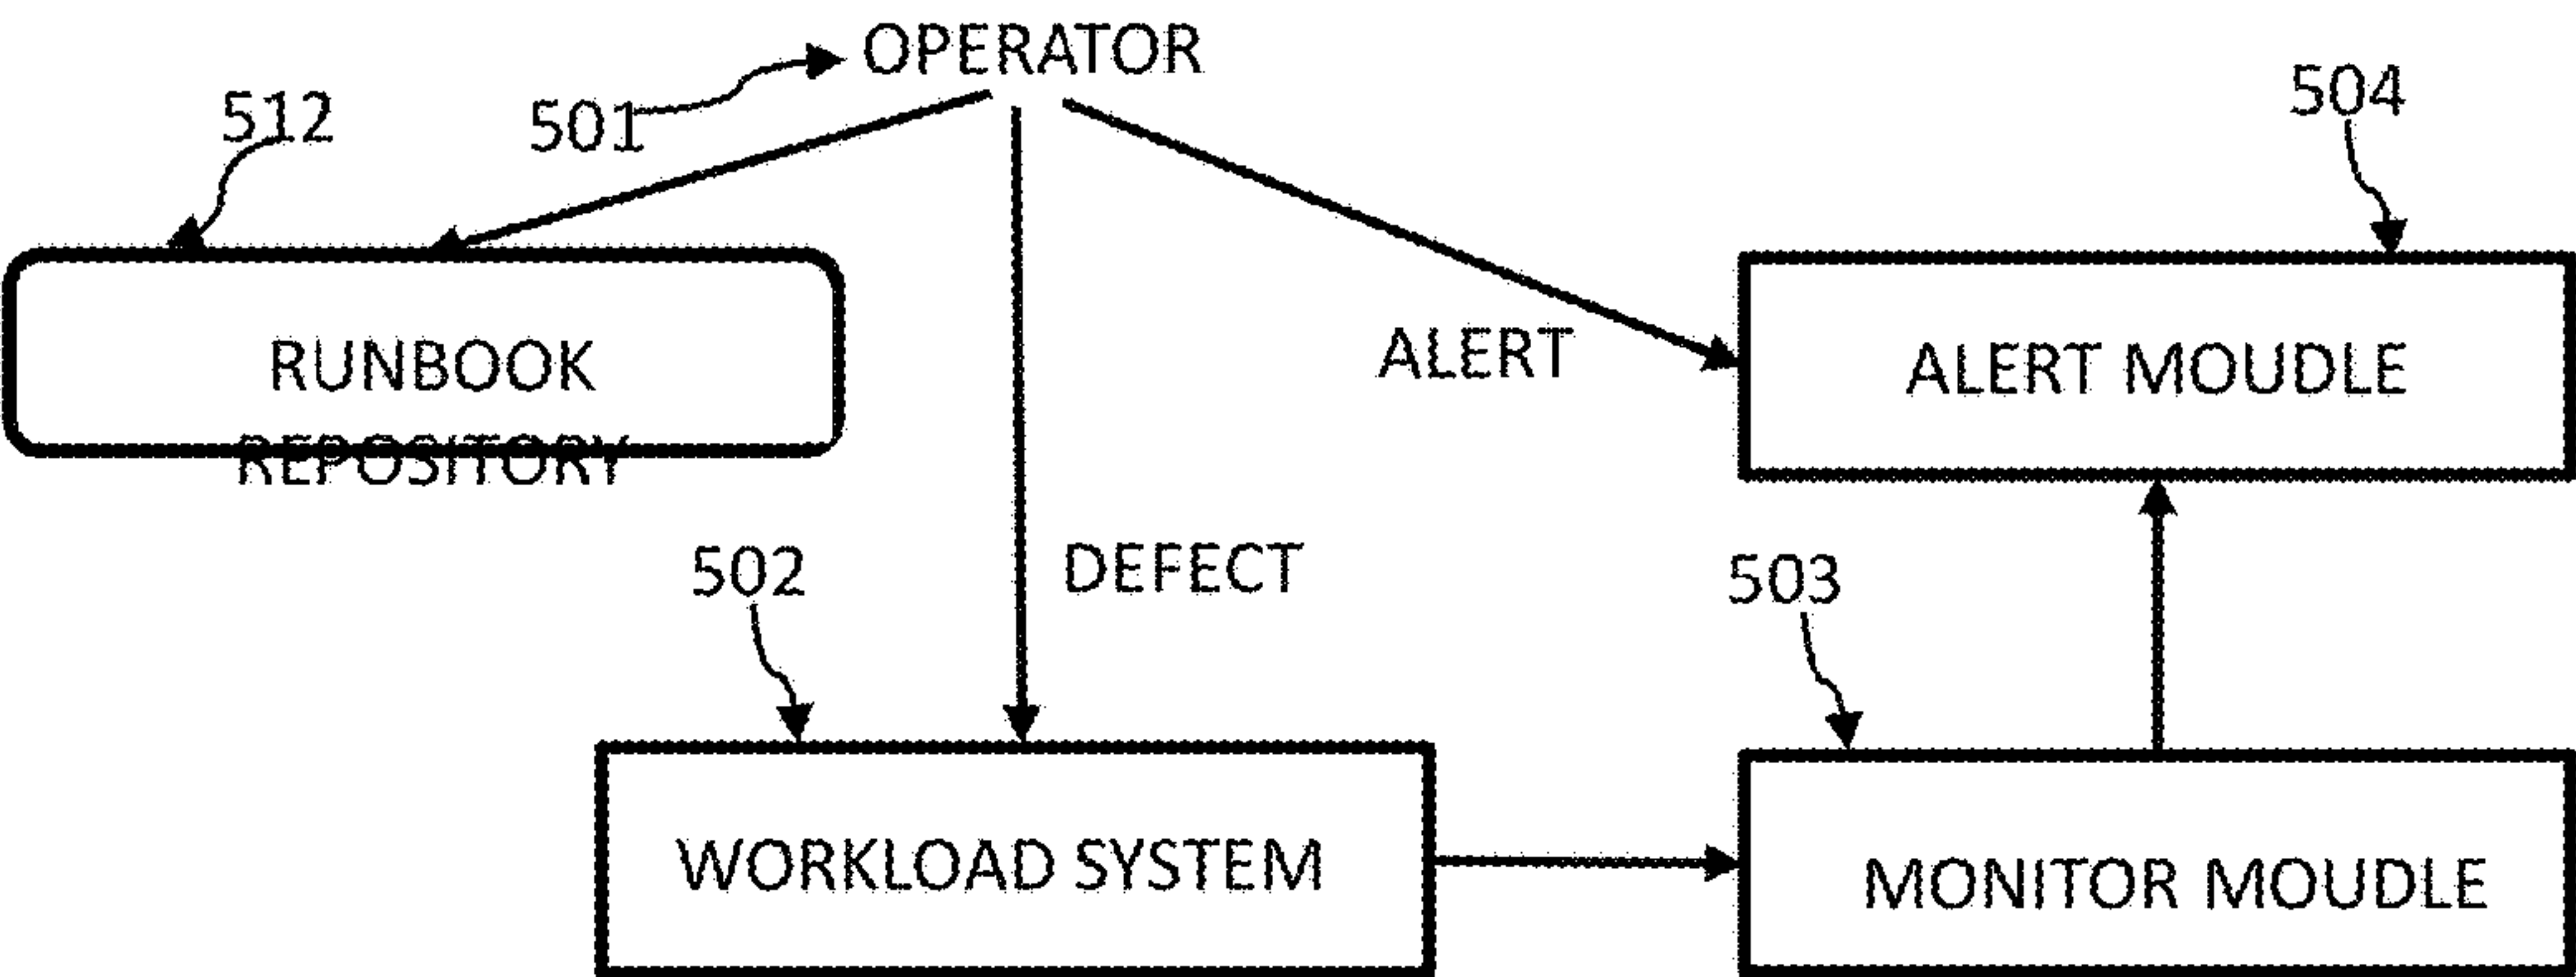 OPERATOR
501
512
504
RUNBOOK
REPOSITORY
ALERT
ALERT MOUDLE
502
DEFECT
503
WORKLOAD SYSTEM
MONITOR MOUDLE